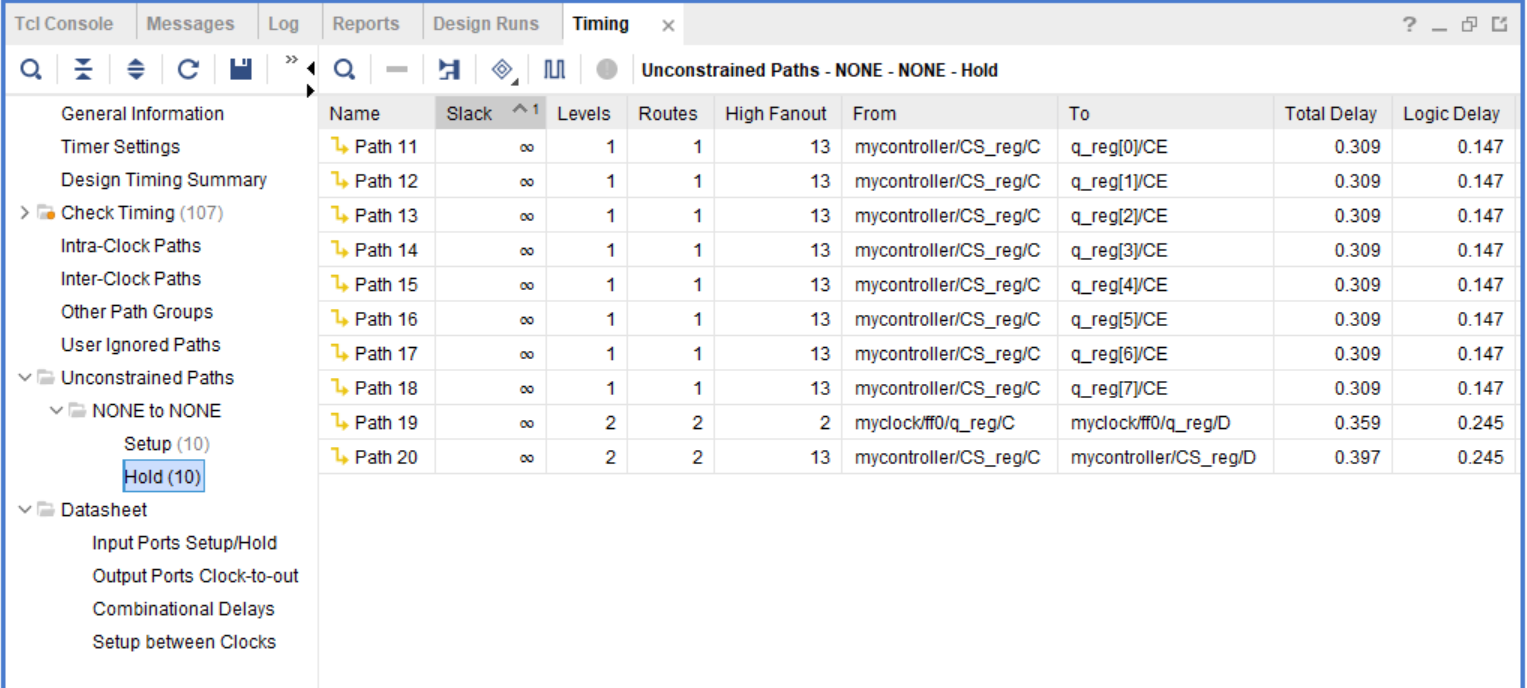 Tcl Console Messages Log Reports Design Runs Timing × ?
» Unconstrained Paths - NONE - NONE - Hold
General Information
Timer Settings
Design Timing Summary
Check Timing (107)
Intra-Clock Paths
Inter-Clock Paths
Other Path Groups
User Ignored Paths
Unconstrained Paths
NONE to NONE
Setup (10)
Hold (10)
Datasheet
Input Ports Setup/Hold
Output Ports Clock-to-out
Combinational Delays
Setup between Clocks
Name Slack ^1 Levels Routes High Fanout From To Total Delay Logic Delay
Path 11 ∞ 1 1 13 mycontroller/CS_reg/C q_reg[0]/CE 0.309 0.147
Path 12 ∞ 1 1 13 mycontroller/CS_reg/C q_reg[1]/CE 0.309 0.147
Path 13 ∞ 1 1 13 mycontroller/CS_reg/C q_reg[2]/CE 0.309 0.147
Path 14 ∞ 1 1 13 mycontroller/CS_reg/C q_reg[3]/CE 0.309 0.147
Path 15 ∞ 1 1 13 mycontroller/CS_reg/C q_reg[4]/CE 0.309 0.147
Path 16 ∞ 1 1 13 mycontroller/CS_reg/C q_reg[5]/CE 0.309 0.147
Path 17 ∞ 1 1 13 mycontroller/CS_reg/C q_reg[6]/CE 0.309 0.147
Path 18 ∞ 1 1 13 mycontroller/CS_reg/C q_reg[7]/CE 0.309 0.147
Path 19 ∞ 2 2 2 myclock/ff0/q_reg/C myclock/ff0/q_reg/D 0.359 0.245
Path 20 ∞ 2 2 13 mycontroller/CS_reg/C mycontroller/CS_reg/D 0.397 0.245